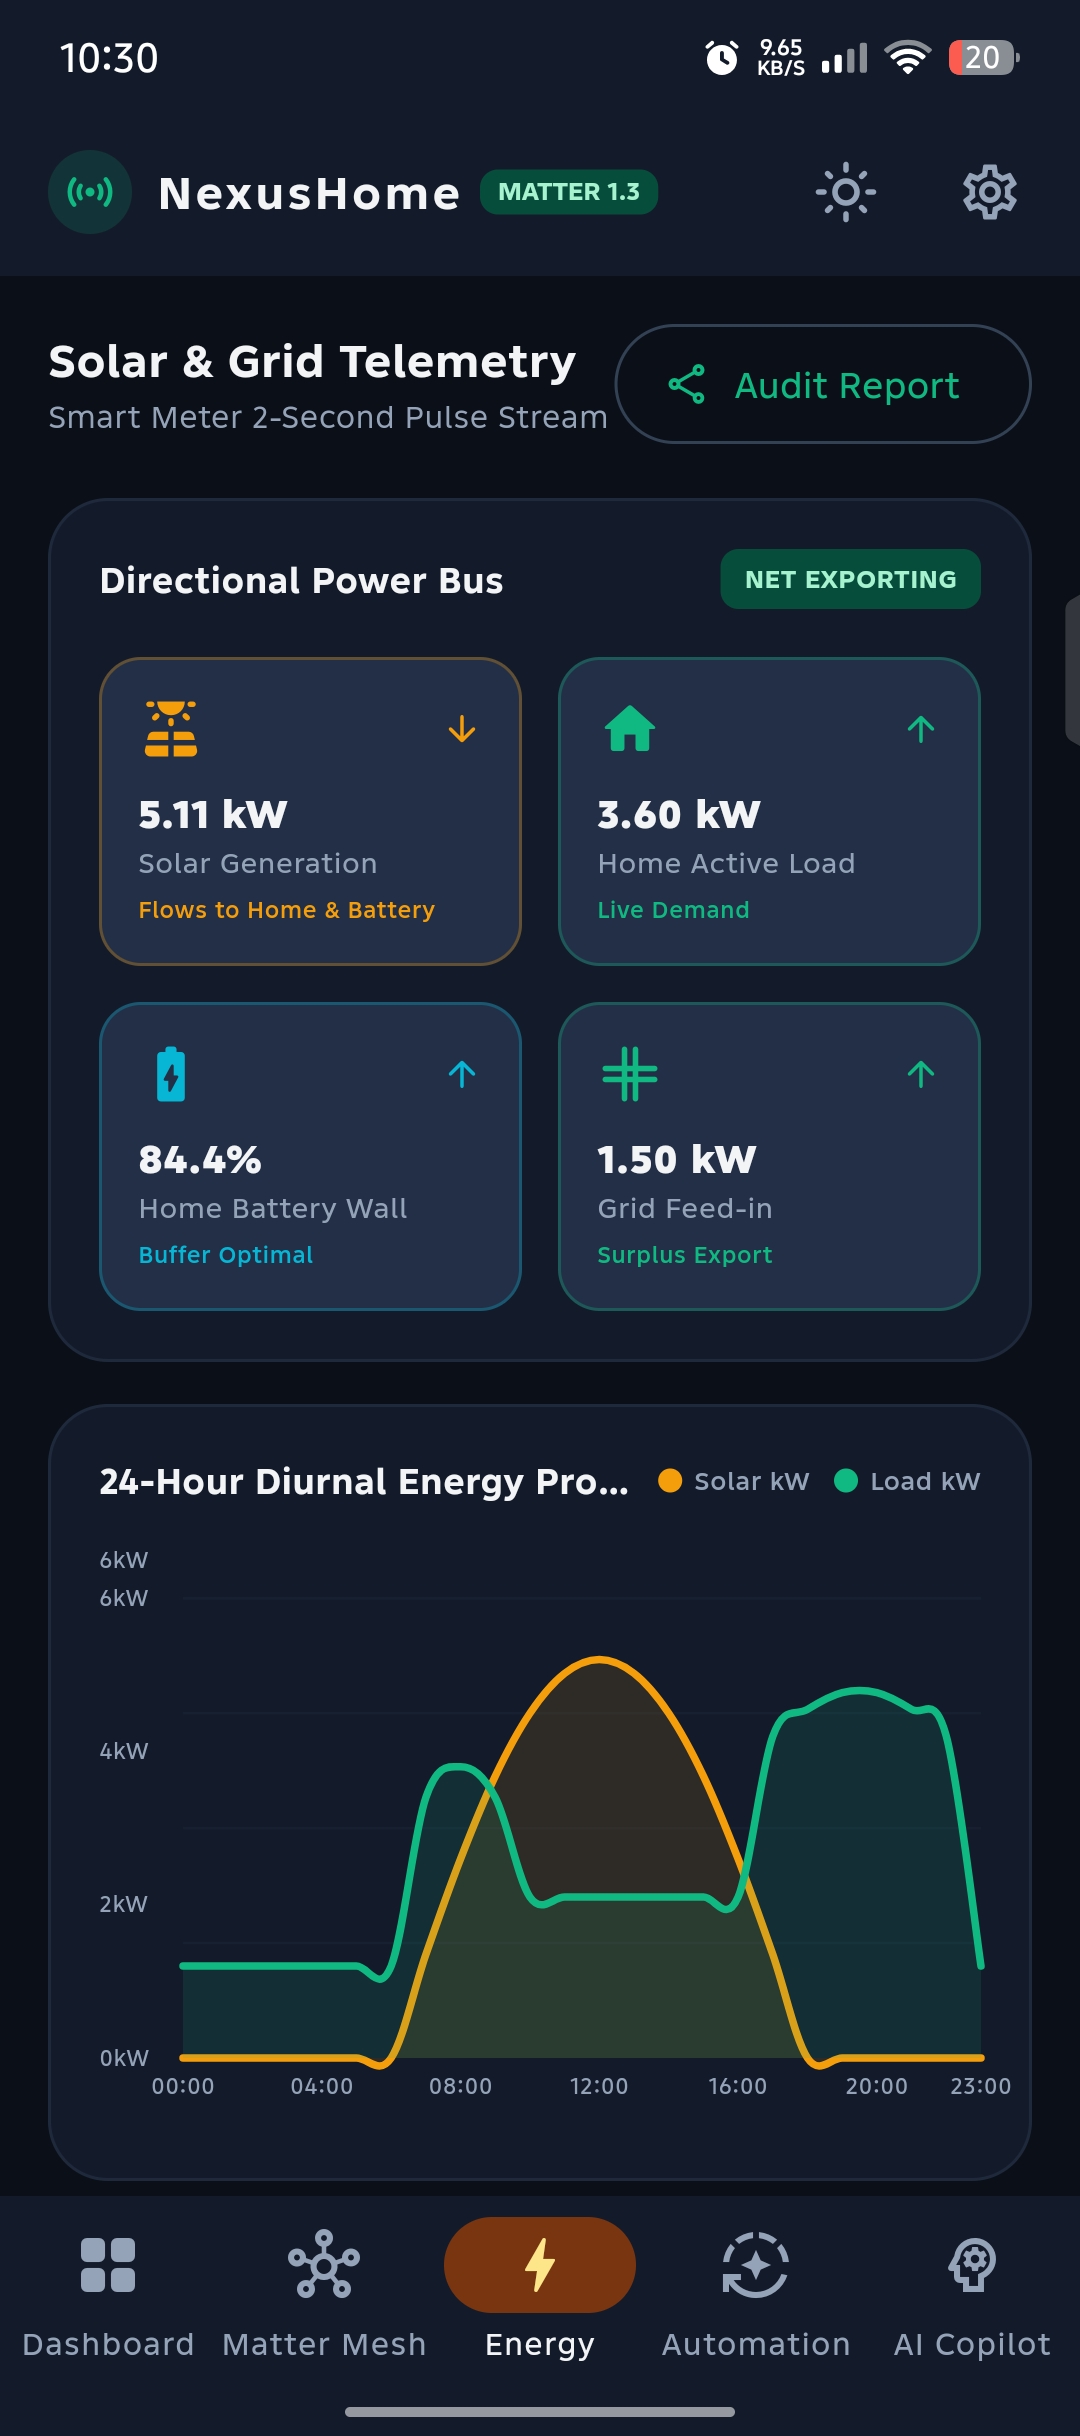 10:30
9.65
KB/S
20
NexusHome
MATTER 1.3
Solar & Grid Telemetry
Smart Meter 2-Second Pulse Stream
Audit Report
Directional Power Bus
NET EXPORTING
5.11 kW
Solar Generation
Flows to Home & Battery
3.60 kW
Home Active Load
Live Demand
84.4%
Home Battery Wall
Buffer Optimal
1.50 kW
Grid Feed-in
Surplus Export
24-Hour Diurnal Energy Pro...
Solar kW
Load kW
6kW
6kW
4kW
2kW
0kW
00:00
04:00
08:00
12:00
16:00
20:00
23:00
Dashboard
Matter Mesh
Energy
Automation
AI Copilot